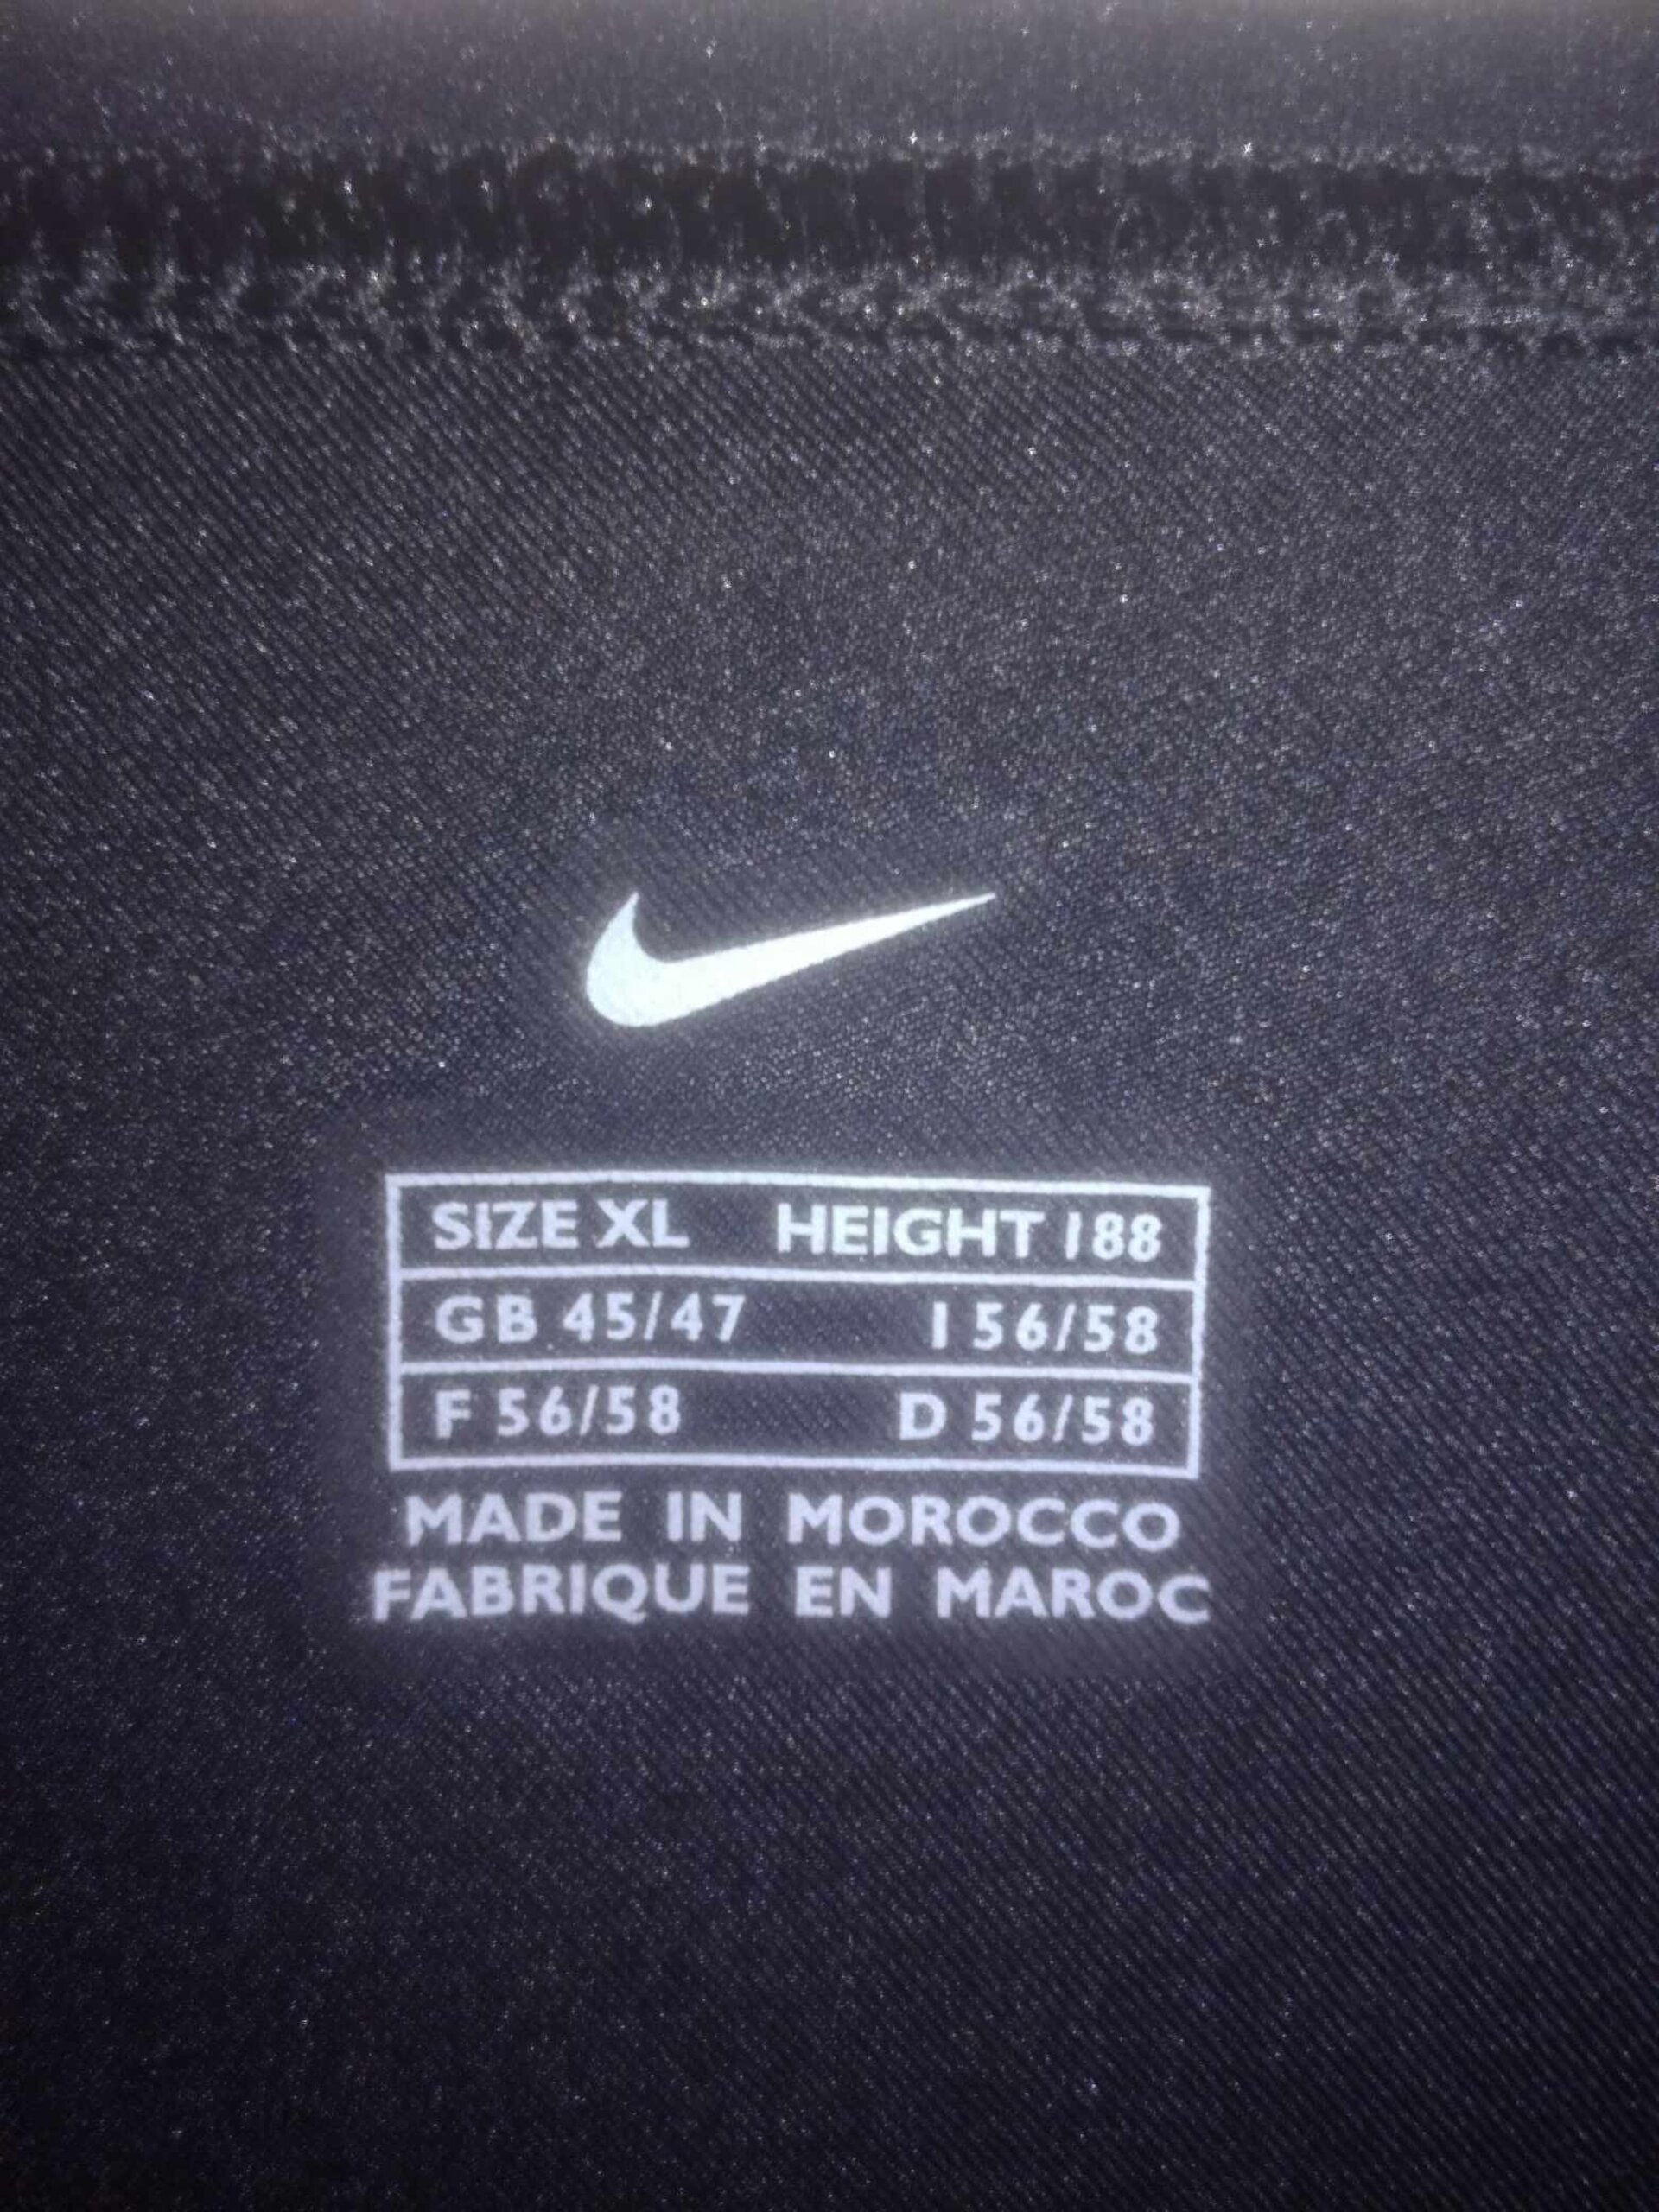 SIZE XL HEIGHT 188
GB 45/47 I 56/58
F 56/58 D 56/58
MADE IN MOROCCO
FABRIQUE EN MAROC